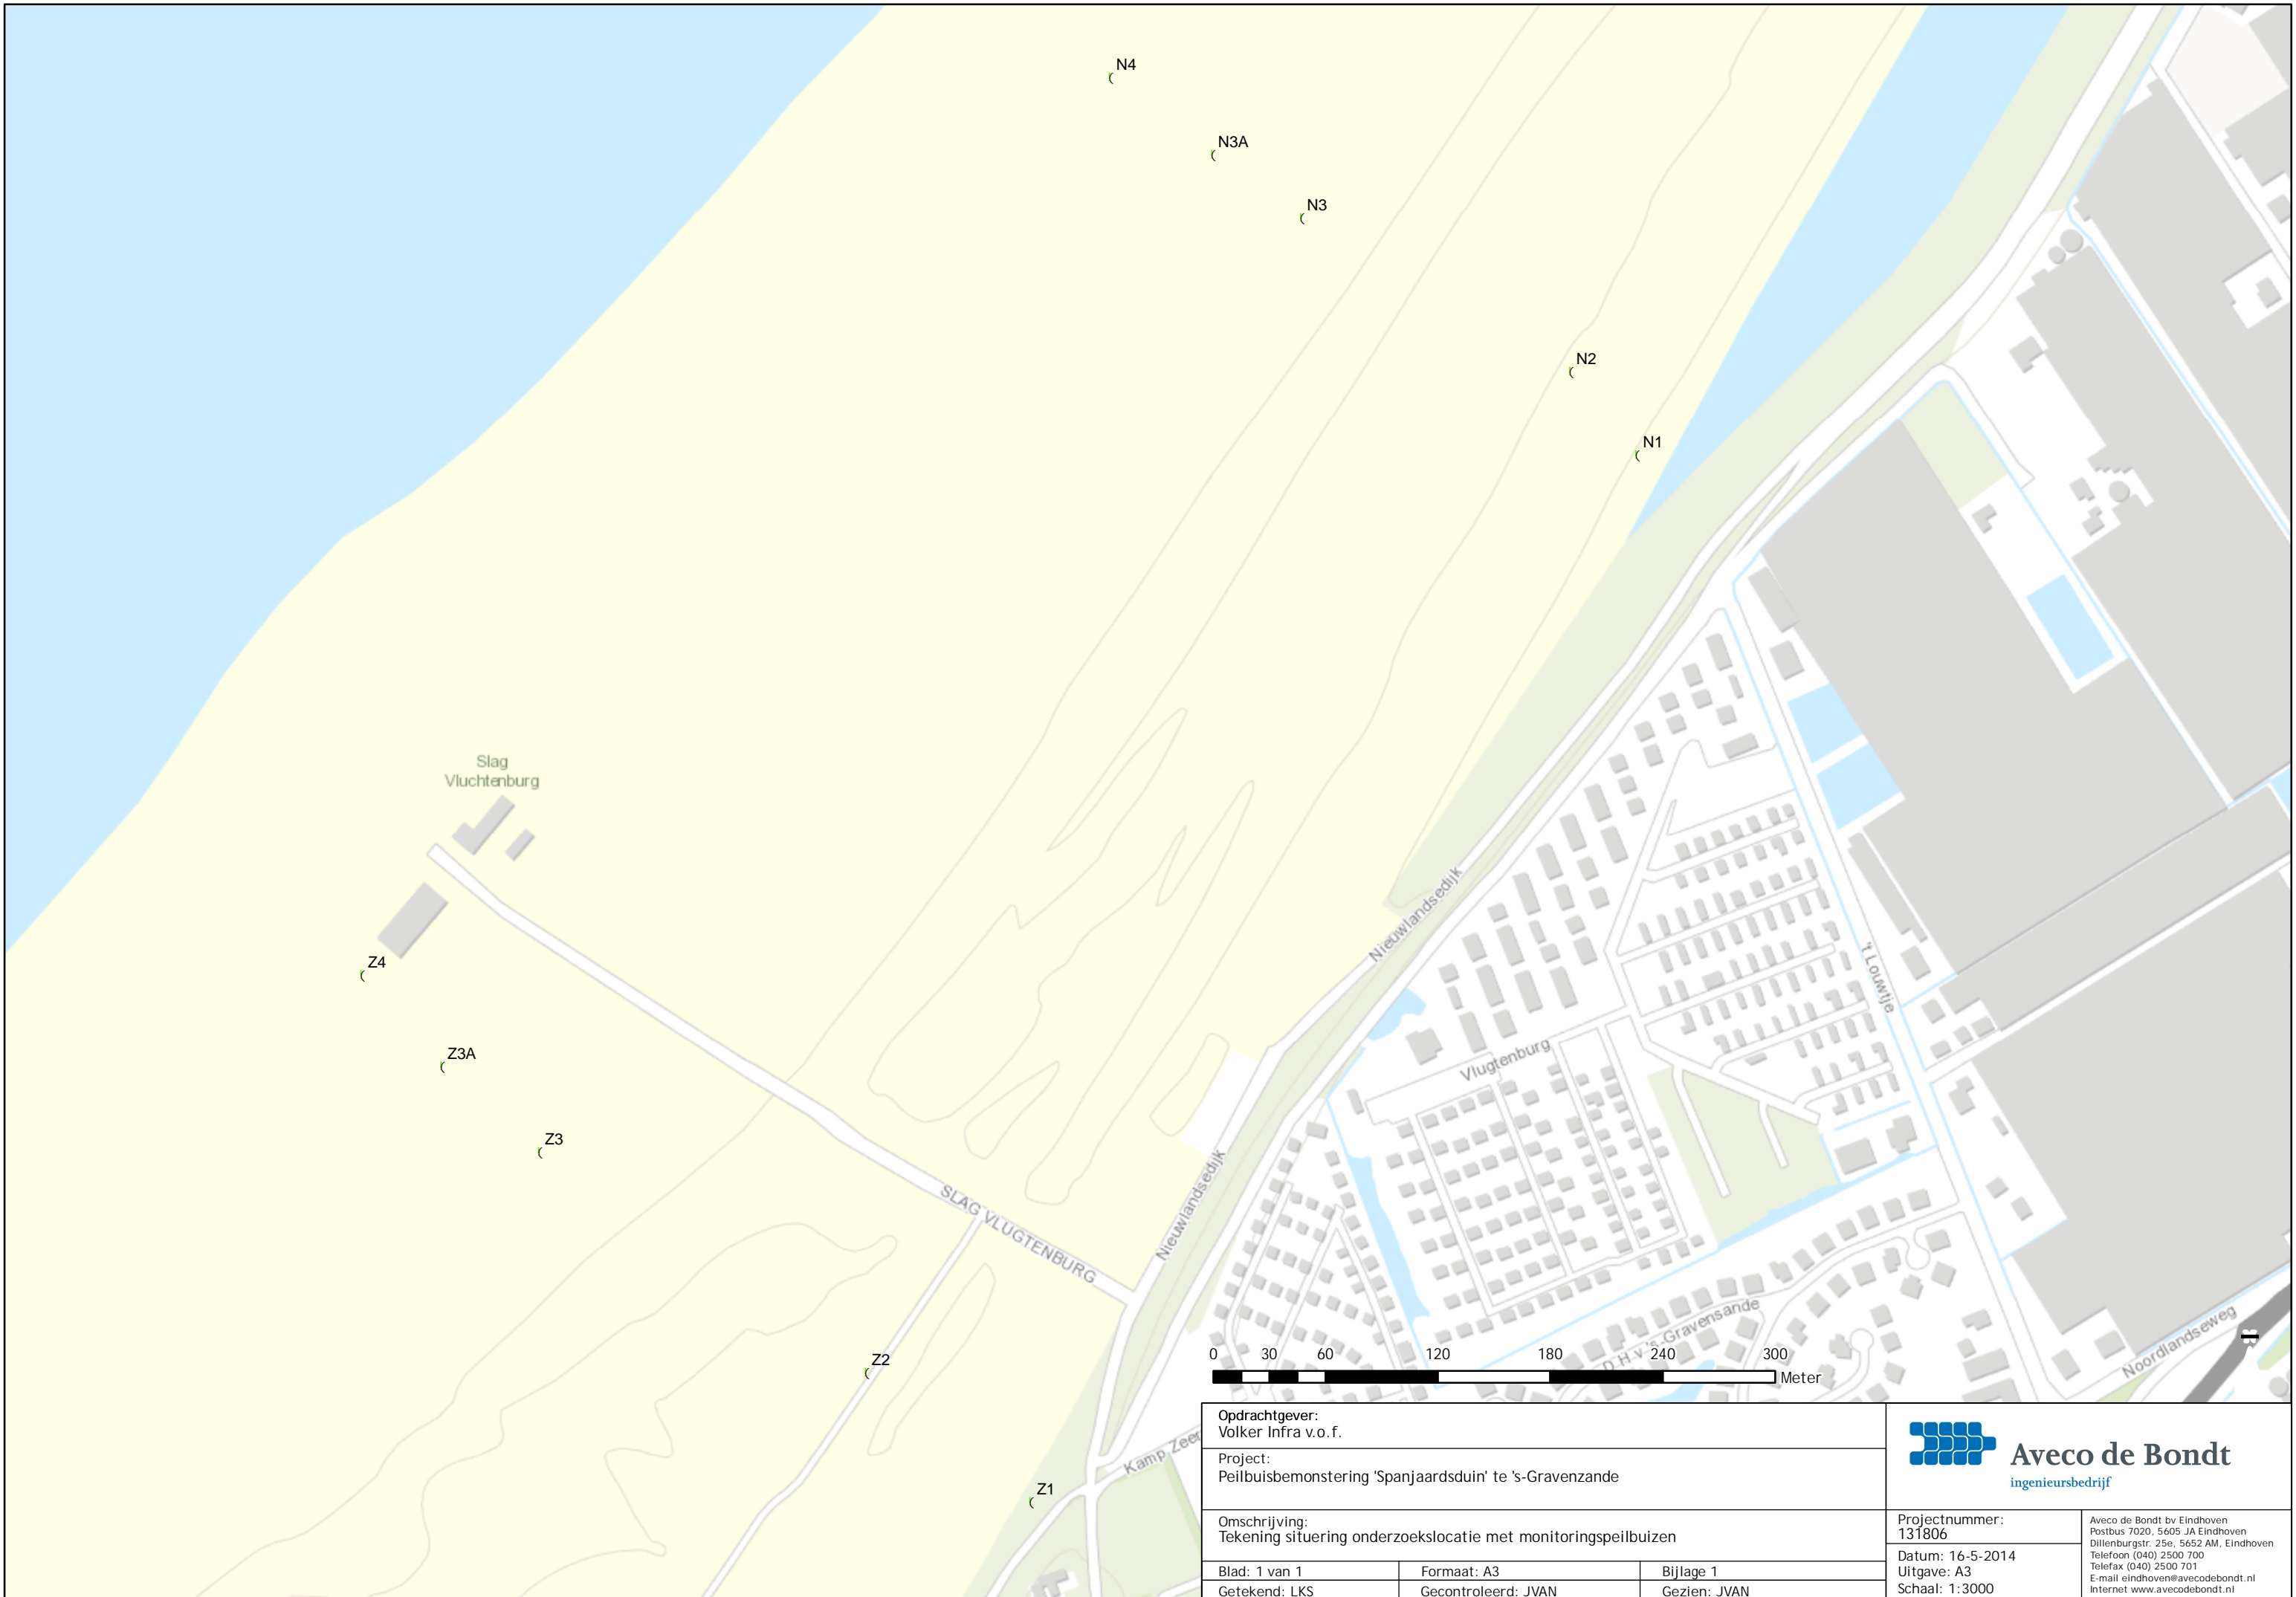 N4
N3A
N3
N2
N1
Slag
Vluchtenburg
Nieuwlandsedijk
't Louwtje
Z4
Z3A
Vlugtenburg
Z3
Nieuwlandsedijk
SLAG VLUGTENBURG
D.H.v. 's-Gravensande
Noordlandseweg
Z2
0 30 60 120 180 240 300
Meter
Kamp Zeer
Z1
Opdrachtgever:
Volker Infra v.o.f.
Project:
Peilbuisbemonstering 'Spanjaardsduin' te 's-Gravenzande
Omschrijving:
Tekening situering onderzoekslocatie met monitoringspeilbuizen
Blad: 1 van 1
Formaat: A3
Bijlage 1
Getekend: LKS
Gecontroleerd: JVAN
Gezien: JVAN
Aveco de Bondt
ingenieursbedrijf
Projectnummer:
131806
Datum: 16-5-2014
Uitgave: A3
Schaal: 1:3000
Aveco de Bondt bv Eindhoven
Postbus 7020, 5605 JA Eindhoven
Dillenburgstr. 25e, 5652 AM, Eindhoven
Telefoon (040) 2500 700
Telefax (040) 2500 701
E-mail eindhoven@avecodebondt.nl
Internet www.avecodebondt.nl